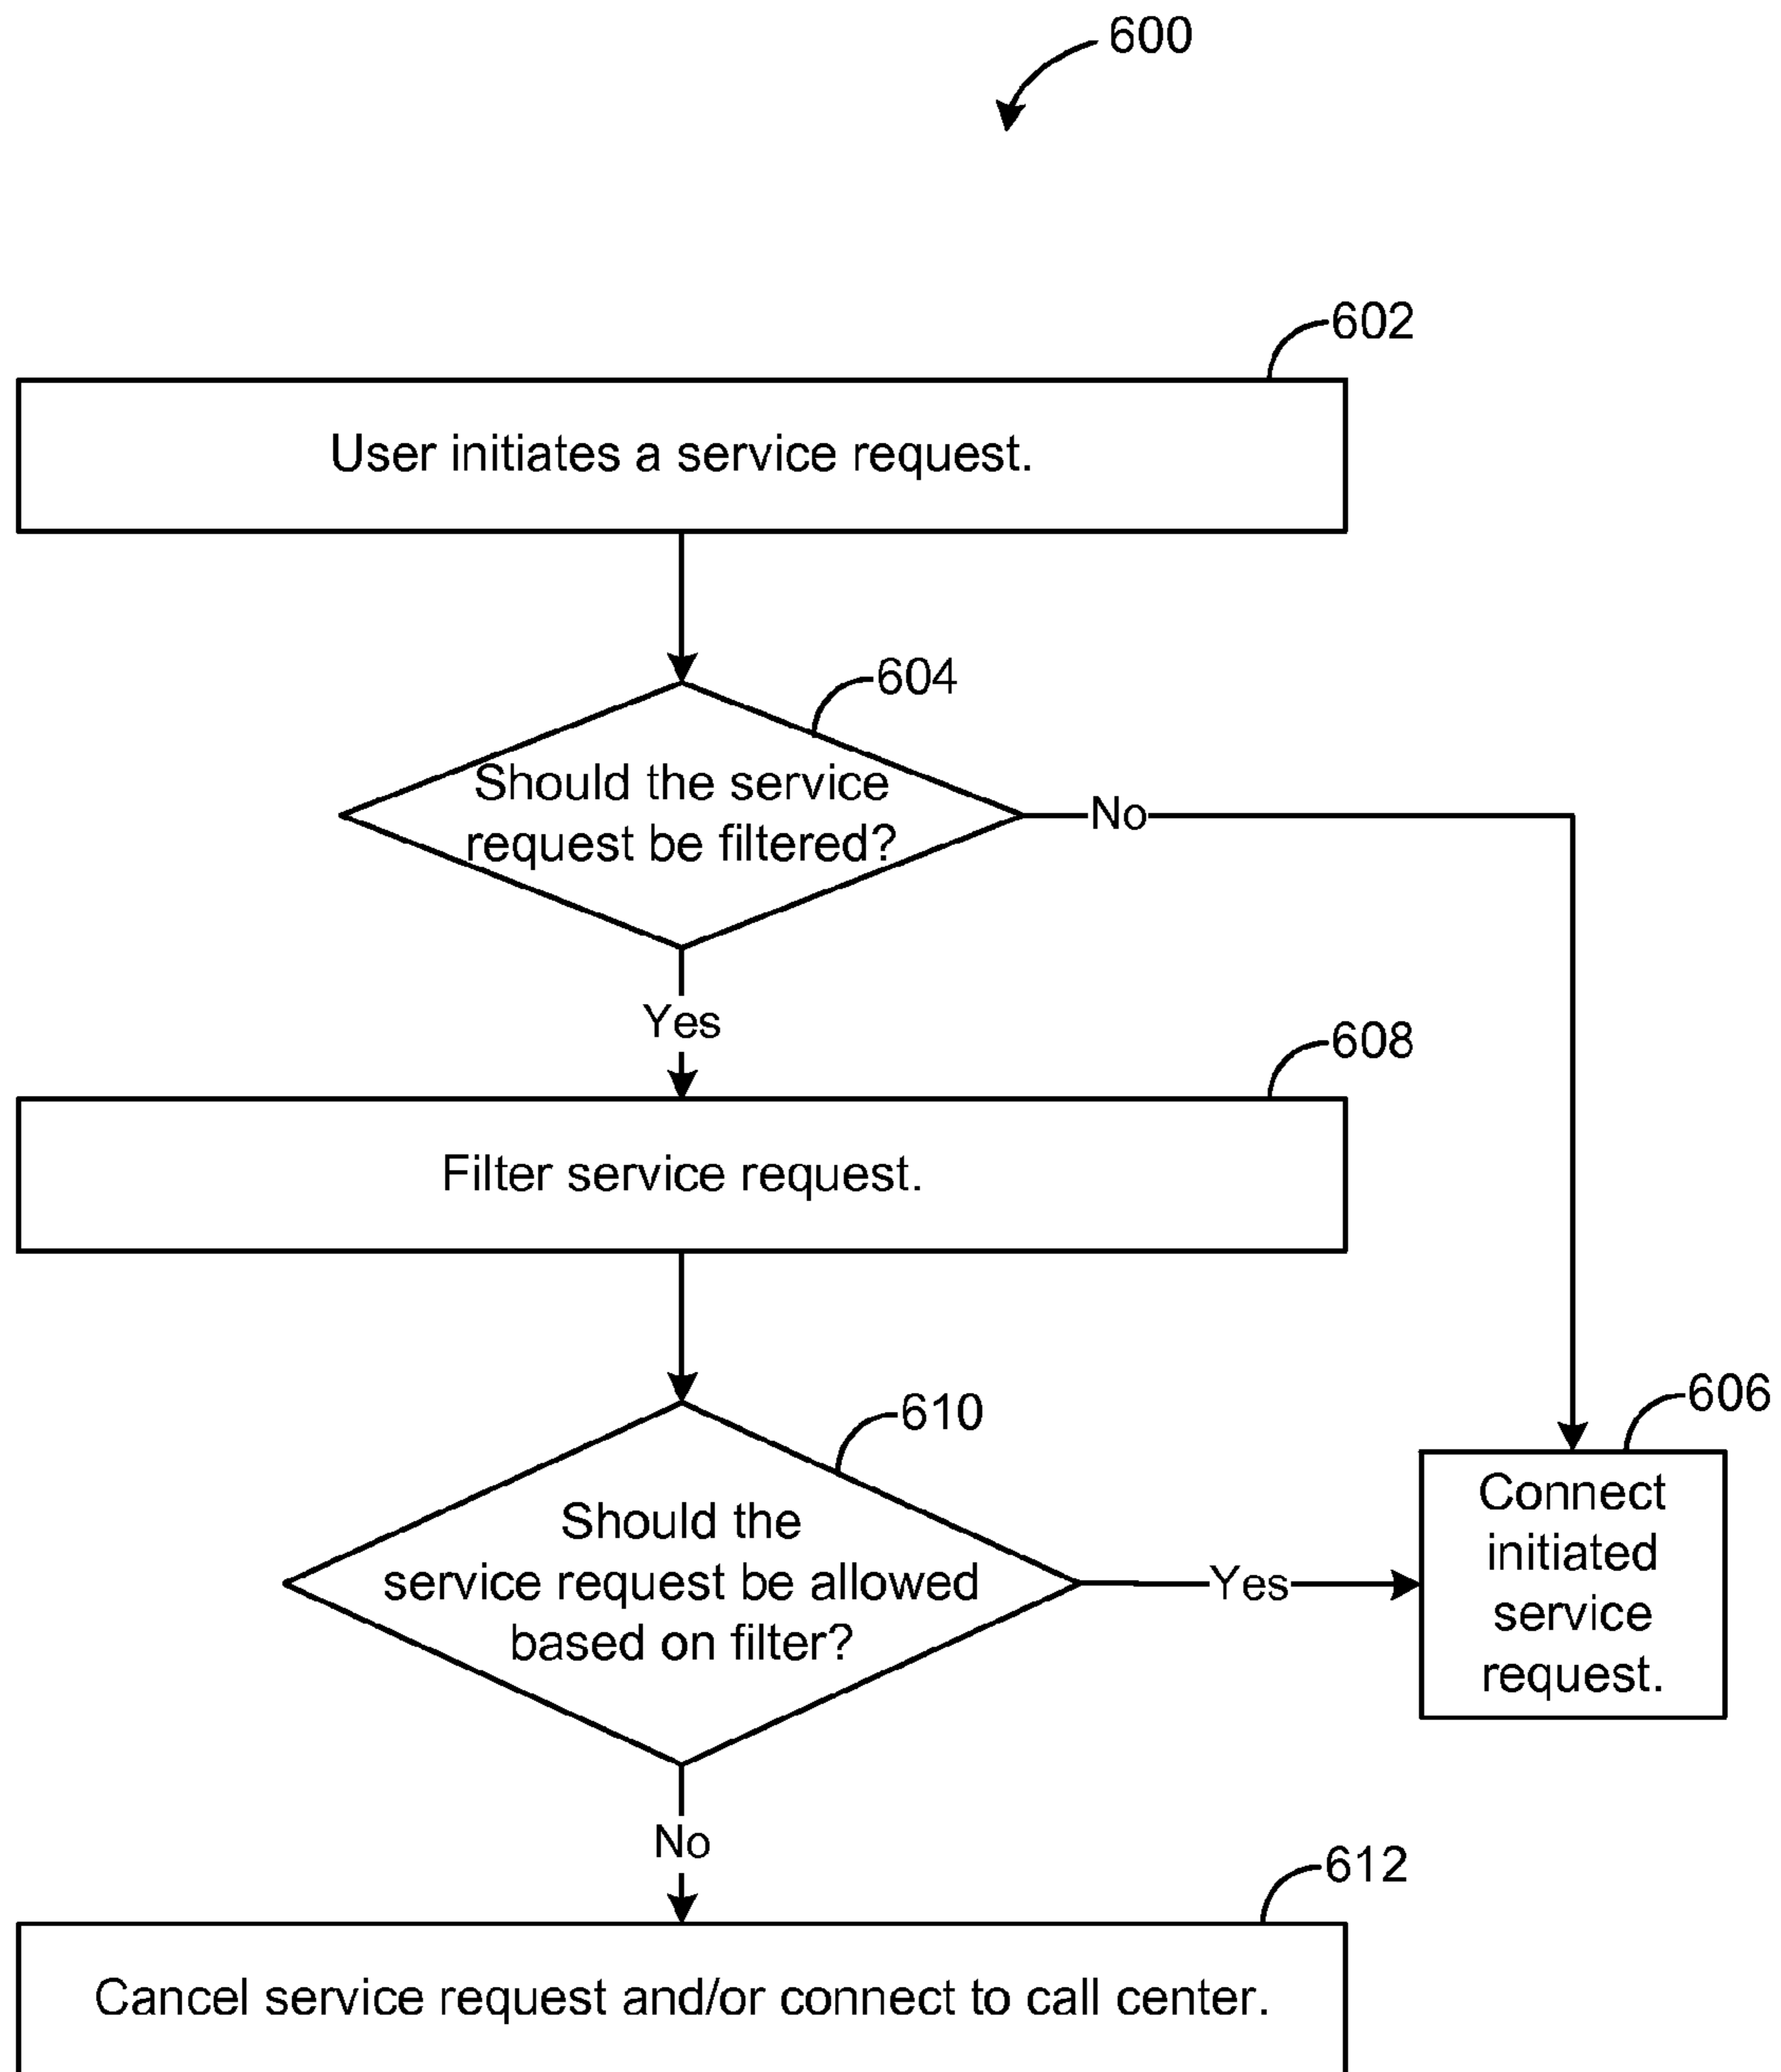 600
602
User initiates a service request.
604
Should the service
request be filtered?
No
Yes
608
Filter service request.
610
Should the
service request be allowed
based on filter?
Yes
606
Connect
initiated
service
request.
No
612
Cancel service request and/or connect to call center.